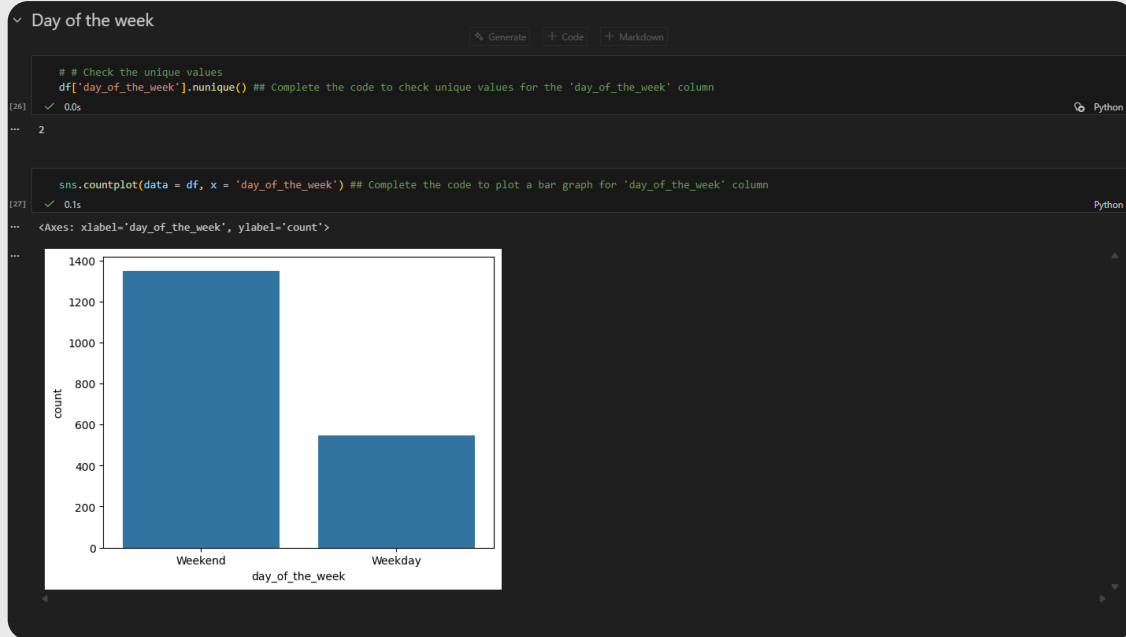 Day of the week
Generate + Code + Markdown
# # Check the unique values
df['day_of_the_week'].nunique() ## Complete the code to check unique values for the 'day_of_the_week' column
[26] ✓ 0.0s Python
... 2
sns.countplot(data = df, x = 'day_of_the_week') ## Complete the code to plot a bar graph for 'day_of_the_week' column
[27] ✓ 0.1s Python
... <Axes: xlabel='day_of_the_week', ylabel='count'>
...
1400
1200
1000
800
600
400
200
0
count
Weekend Weekday
day_of_the_week